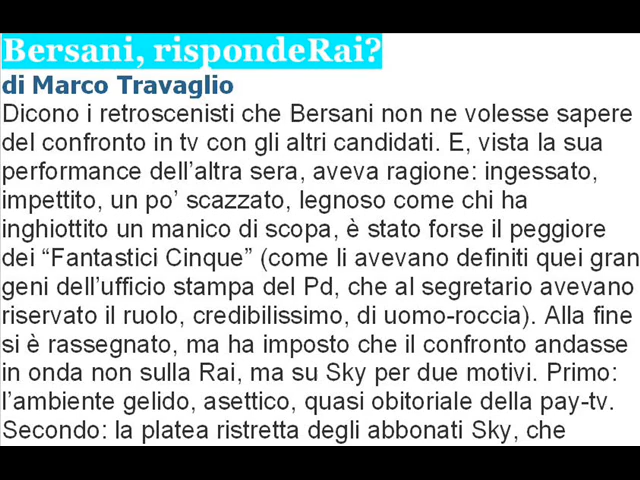 Bersani, rispondeRai?
di Marco Travaglio
Dicono i retroscenisti che Bersani non ne volesse sapere
del confronto in tv con gli altri candidati. E, vista la sua
performance dell’altra sera, aveva ragione: ingessato,
impettito, un po’ scazzato, legnoso come chi ha
inghiottito un manico di scopa, è stato forse il peggiore
dei “Fantastici Cinque” (come li avevano definiti quei gran
geni dell’ufficio stampa del Pd, che al segretario avevano
riservato il ruolo, credibilissimo, di uomo-roccia). Alla fine
si è rassegnato, ma ha imposto che il confronto andasse
in onda non sulla Rai, ma su Sky per due motivi. Primo:
l’ambiente gelido, asettico, quasi obitoriale della pay-tv.
Secondo: la platea ristretta degli abbonati Sky, che